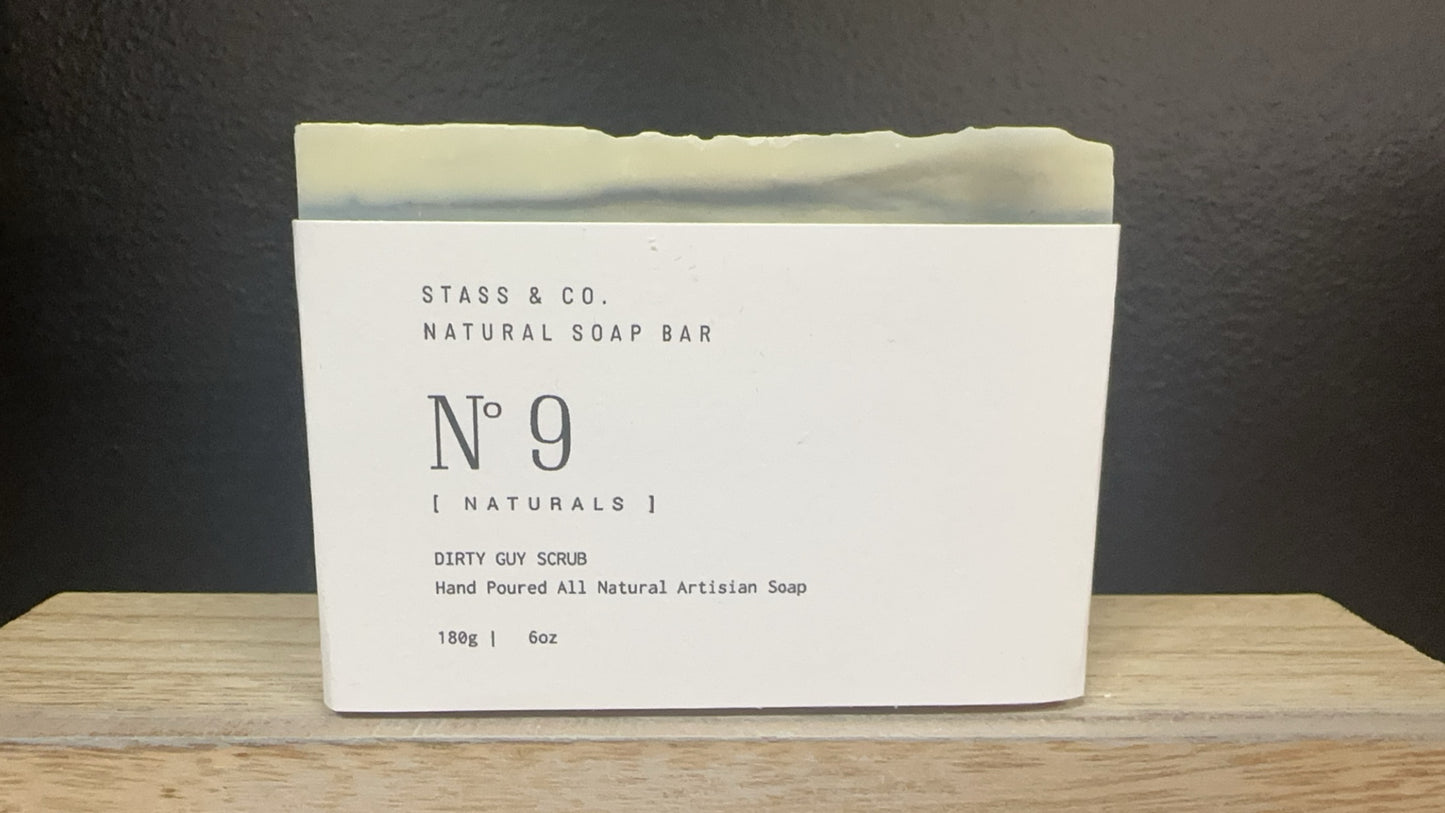 STASS & CO.
NATURAL SOAP BAR
Nº 9
[ NATURALS ]
DIRTY GUY SCRUB
Hand Poured All Natural Artisian Soap
180g | 6oz